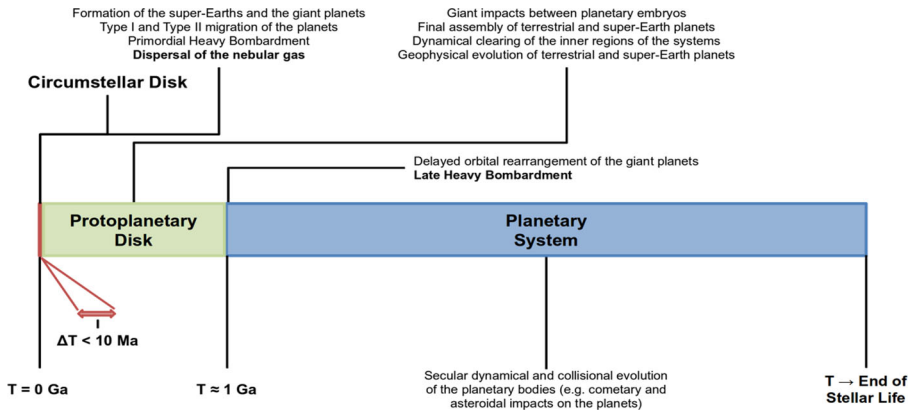 Formation of the super-Earths and the giant planets
Type I and Type II migration of the planets
Primordial Heavy Bombardment
Dispersal of the nebular gas
Giant impacts between planetary embryos
Final assembly of terrestrial and super-Earth planets
Dynamical clearing of the inner regions of the systems
Geophysical evolution of terrestrial and super-Earth planets
Circumstellar Disk
Delayed orbital rearrangement of the giant planets
Late Heavy Bombardment
Protoplanetary
Disk
Planetary
System
ΔT < 10 Ma
T = 0 Ga
T ≈ 1 Ga
Secular dynamical and collisional evolution
of the planetary bodies (e.g. cometary and
asteroidal impacts on the planets)
T → End of
Stellar Life